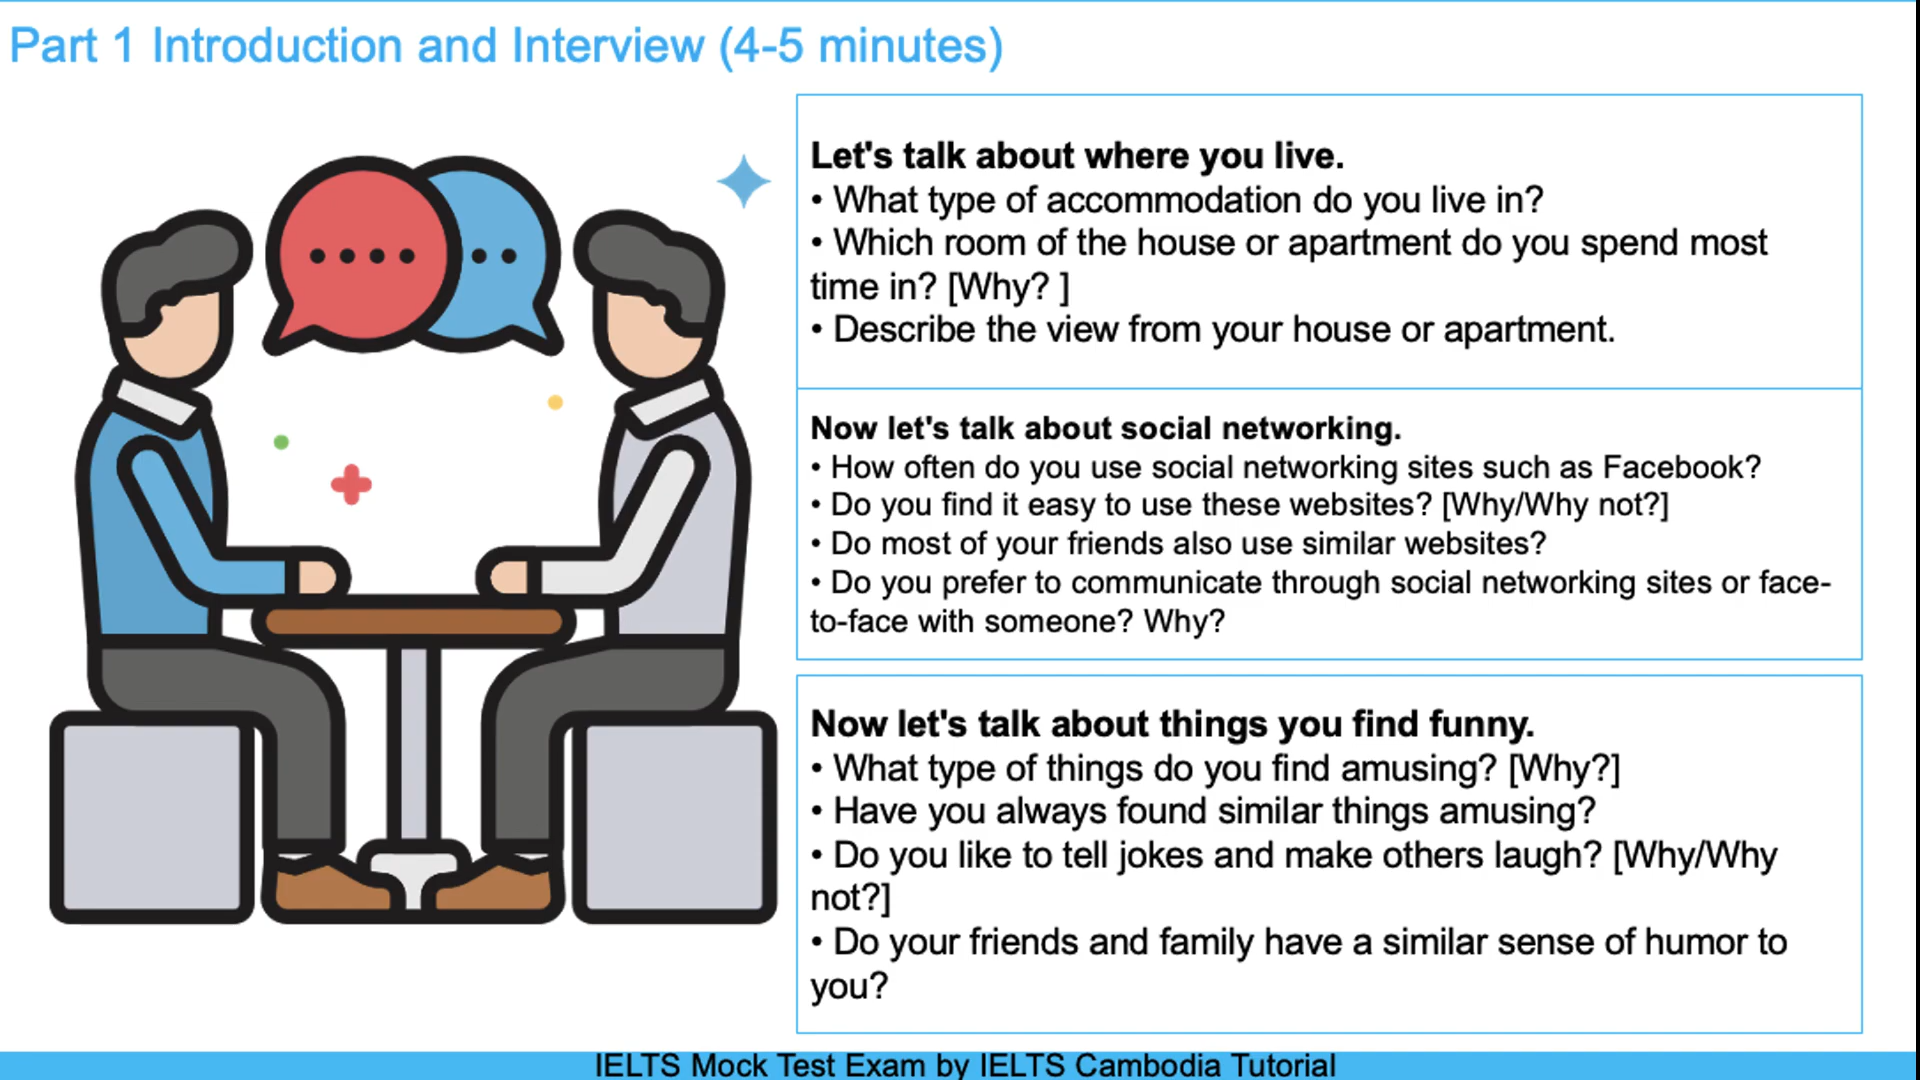 Part 1 Introduction and Interview (4-5 minutes)
Let's talk about where you live.
• What type of accommodation do you live in?
• Which room of the house or apartment do you spend most
time in? [Why? ]
• Describe the view from your house or apartment.
Now let's talk about social networking.
• How often do you use social networking sites such as Facebook?
• Do you find it easy to use these websites? [Why/Why not?]
• Do most of your friends also use similar websites?
• Do you prefer to communicate through social networking sites or face-
to-face with someone? Why?
Now let's talk about things you find funny.
• What type of things do you find amusing? [Why?]
• Have you always found similar things amusing?
• Do you like to tell jokes and make others laugh? [Why/Why
not?]
• Do your friends and family have a similar sense of humor to
you?
IELTS Mock Test Exam by IELTS Cambodia Tutorial